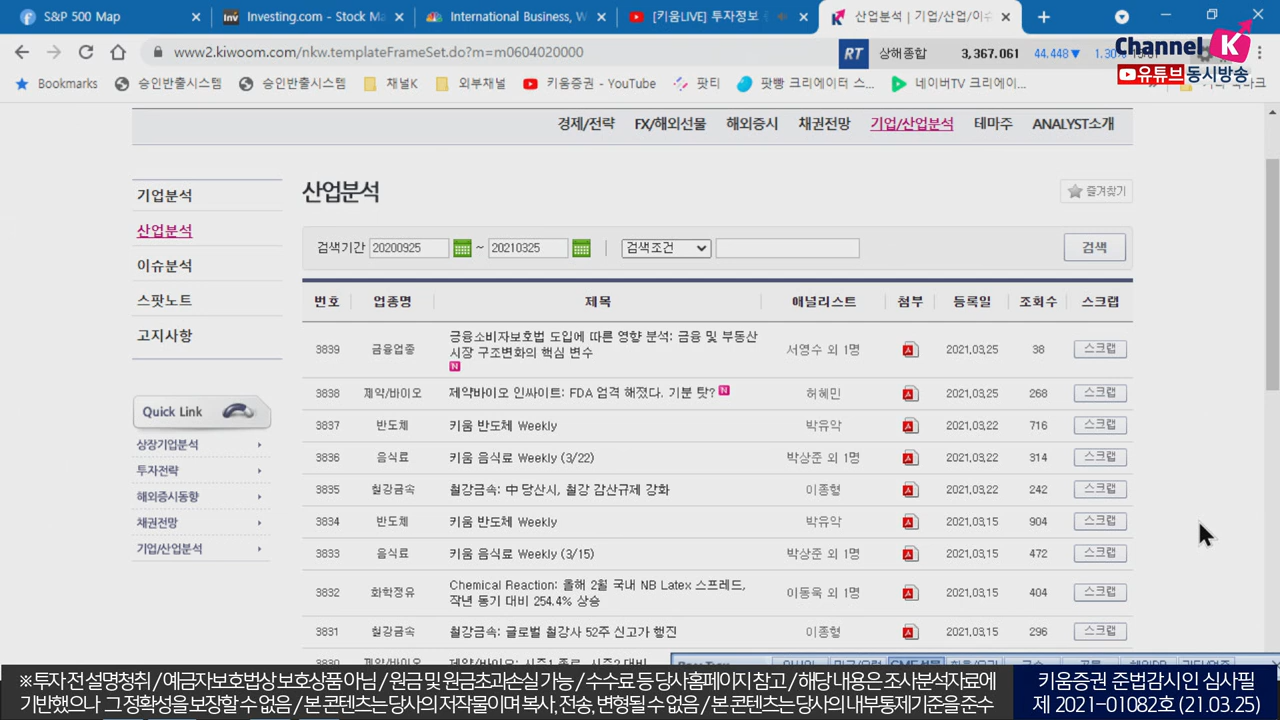 S&P 500 Map
Investing.com - Stock Ma
International Business, W
[키움LIVE] 투자정보
산업분석 | 기업/산업/이슈
www2.kiwoom.com/nkw.templateFrameSet.do?m=m0604020000
RT 상해종합 3,367.061 44,448▼ 1.30%
Channel K
유튜브동시방송
Bookmarks 승인반출시스템 승인반출시스템 채널K 키움증권 - YouTube 팟티 팟빵 크리에이터 스... 네이버TV 크리에이...
경제/전략 FX/해외선물 해외증시 채권전망 기업/산업분석 테마주 ANALYST소개
기업분석
산업분석
이슈분석
스팟노트
고지사항
Quick Link
상장기업분석
투자전략
해외증시동향
채권전망
기업/산업분석
산업분석
즐겨찾기
검색기간 20200925 ~ 20210325 검색조건 검색
번호 업종명 제목 애널리스트 첨부 등록일 조회수 스크랩
3839 금융업종 금융소비자보호법 도입에 따른 영향 분석: 금융 및 부동산
시장 구조변화의 핵심 변수 서영수 외 1명 2021.03.25 38 스크랩
N
3838 제약/바이오 제약바이오 인싸이트: FDA 엄격 해졌다. 기분 탓? N 허혜민 2021.03.25 268 스크랩
3837 반도체 키움 반도체 Weekly 박유악 2021.03.22 716 스크랩
3836 음식료 키움 음식료 Weekly (3/22) 박상준 외 1명 2021.03.22 314 스크랩
3835 철강금속 철강금속: 中 당산시, 철강 감산규제 강화 이종형 2021.03.22 242 스크랩
3834 반도체 키움 반도체 Weekly 박유악 2021.03.15 904 스크랩
3833 음식료 키움 음식료 Weekly (3/15) 박상준 외 1명 2021.03.15 472 스크랩
3832 화학정유 Chemical Reaction: 올해 2월 국내 NB Latex 스프레드,
작년 동기 대비 254.4% 상승 이동욱 외 1명 2021.03.15 404 스크랩
3831 철강금속 철강금속: 글로벌 철강사 52주 신고가 행진 이종형 2021.03.15 296 스크랩
※ 투자 전 설명청취 / 예금자보호법상 보호상품 아님 / 원금 및 원금초과손실 가능 / 수수료 등 당사홈페이지 참고 / 해당 내용은 조사분석자료에
기반했으나 그 정확성을 보장할 수 없음 / 본 콘텐츠는 당사의 저작물이며 복사, 전송, 변형될 수 없음 / 본 콘텐츠는 당사의 내부통제기준을 준수
키움증권 준법감시인 심사필
제 2021-01082호 (21.03.25)